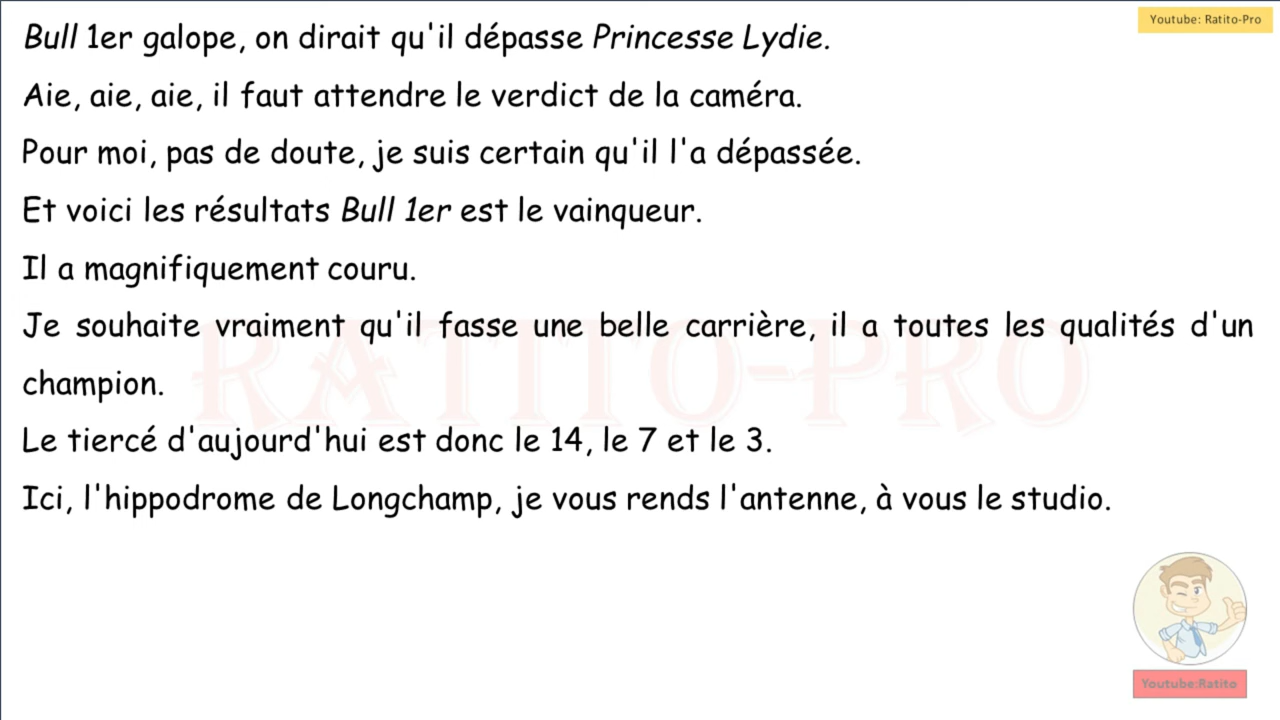 Youtube: Ratito-Pro
Bull 1er galope, on dirait qu'il dépasse Princesse Lydie.
Aie, aie, aie, il faut attendre le verdict de la caméra.
Pour moi, pas de doute, je suis certain qu'il l'a dépassée.
Et voici les résultats Bull 1er est le vainqueur.
Il a magnifiquement couru.
Je souhaite vraiment qu'il fasse une belle carrière, il a toutes les qualités d'un
champion.
RATITO-PRO
Le tiercé d'aujourd'hui est donc le 14, le 7 et le 3.
Ici, l'hippodrome de Longchamp, je vous rends l'antenne, à vous le studio.
Youtube:Ratito